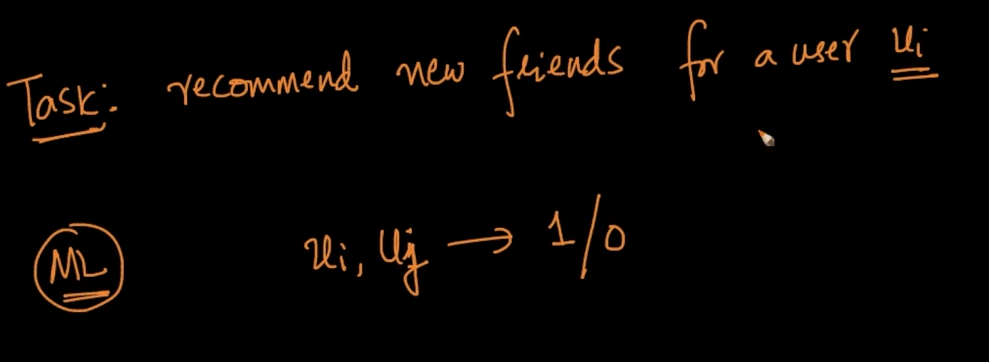 Task: recommend new friends for a user ui
ML ui, uj → 1/0